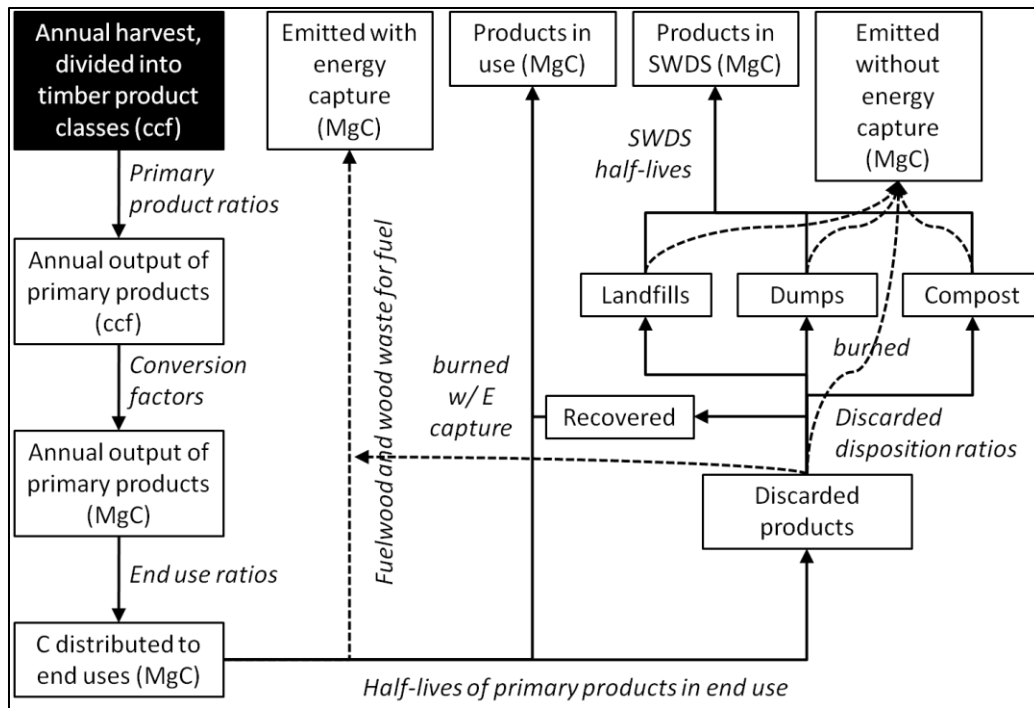 Annual harvest,
divided into
timber product
classes (ccf)
Emitted with
energy
capture
(MgC)
Products in
use (MgC)
Products in
SWDS (MgC)
Emitted
without
energy
capture
(MgC)
Primary
product ratios
SWDS
half-lives
Annual output of
primary products
(ccf)
Landfills
Dumps
Compost
Conversion
factors
Fuelwood and wood waste for fuel
burned
w/ E
capture
burned
Recovered
Discarded
disposition ratios
Annual output of
primary products
(MgC)
Discarded
products
End use ratios
C distributed to
end uses (MgC)
Half-lives of primary products in end use